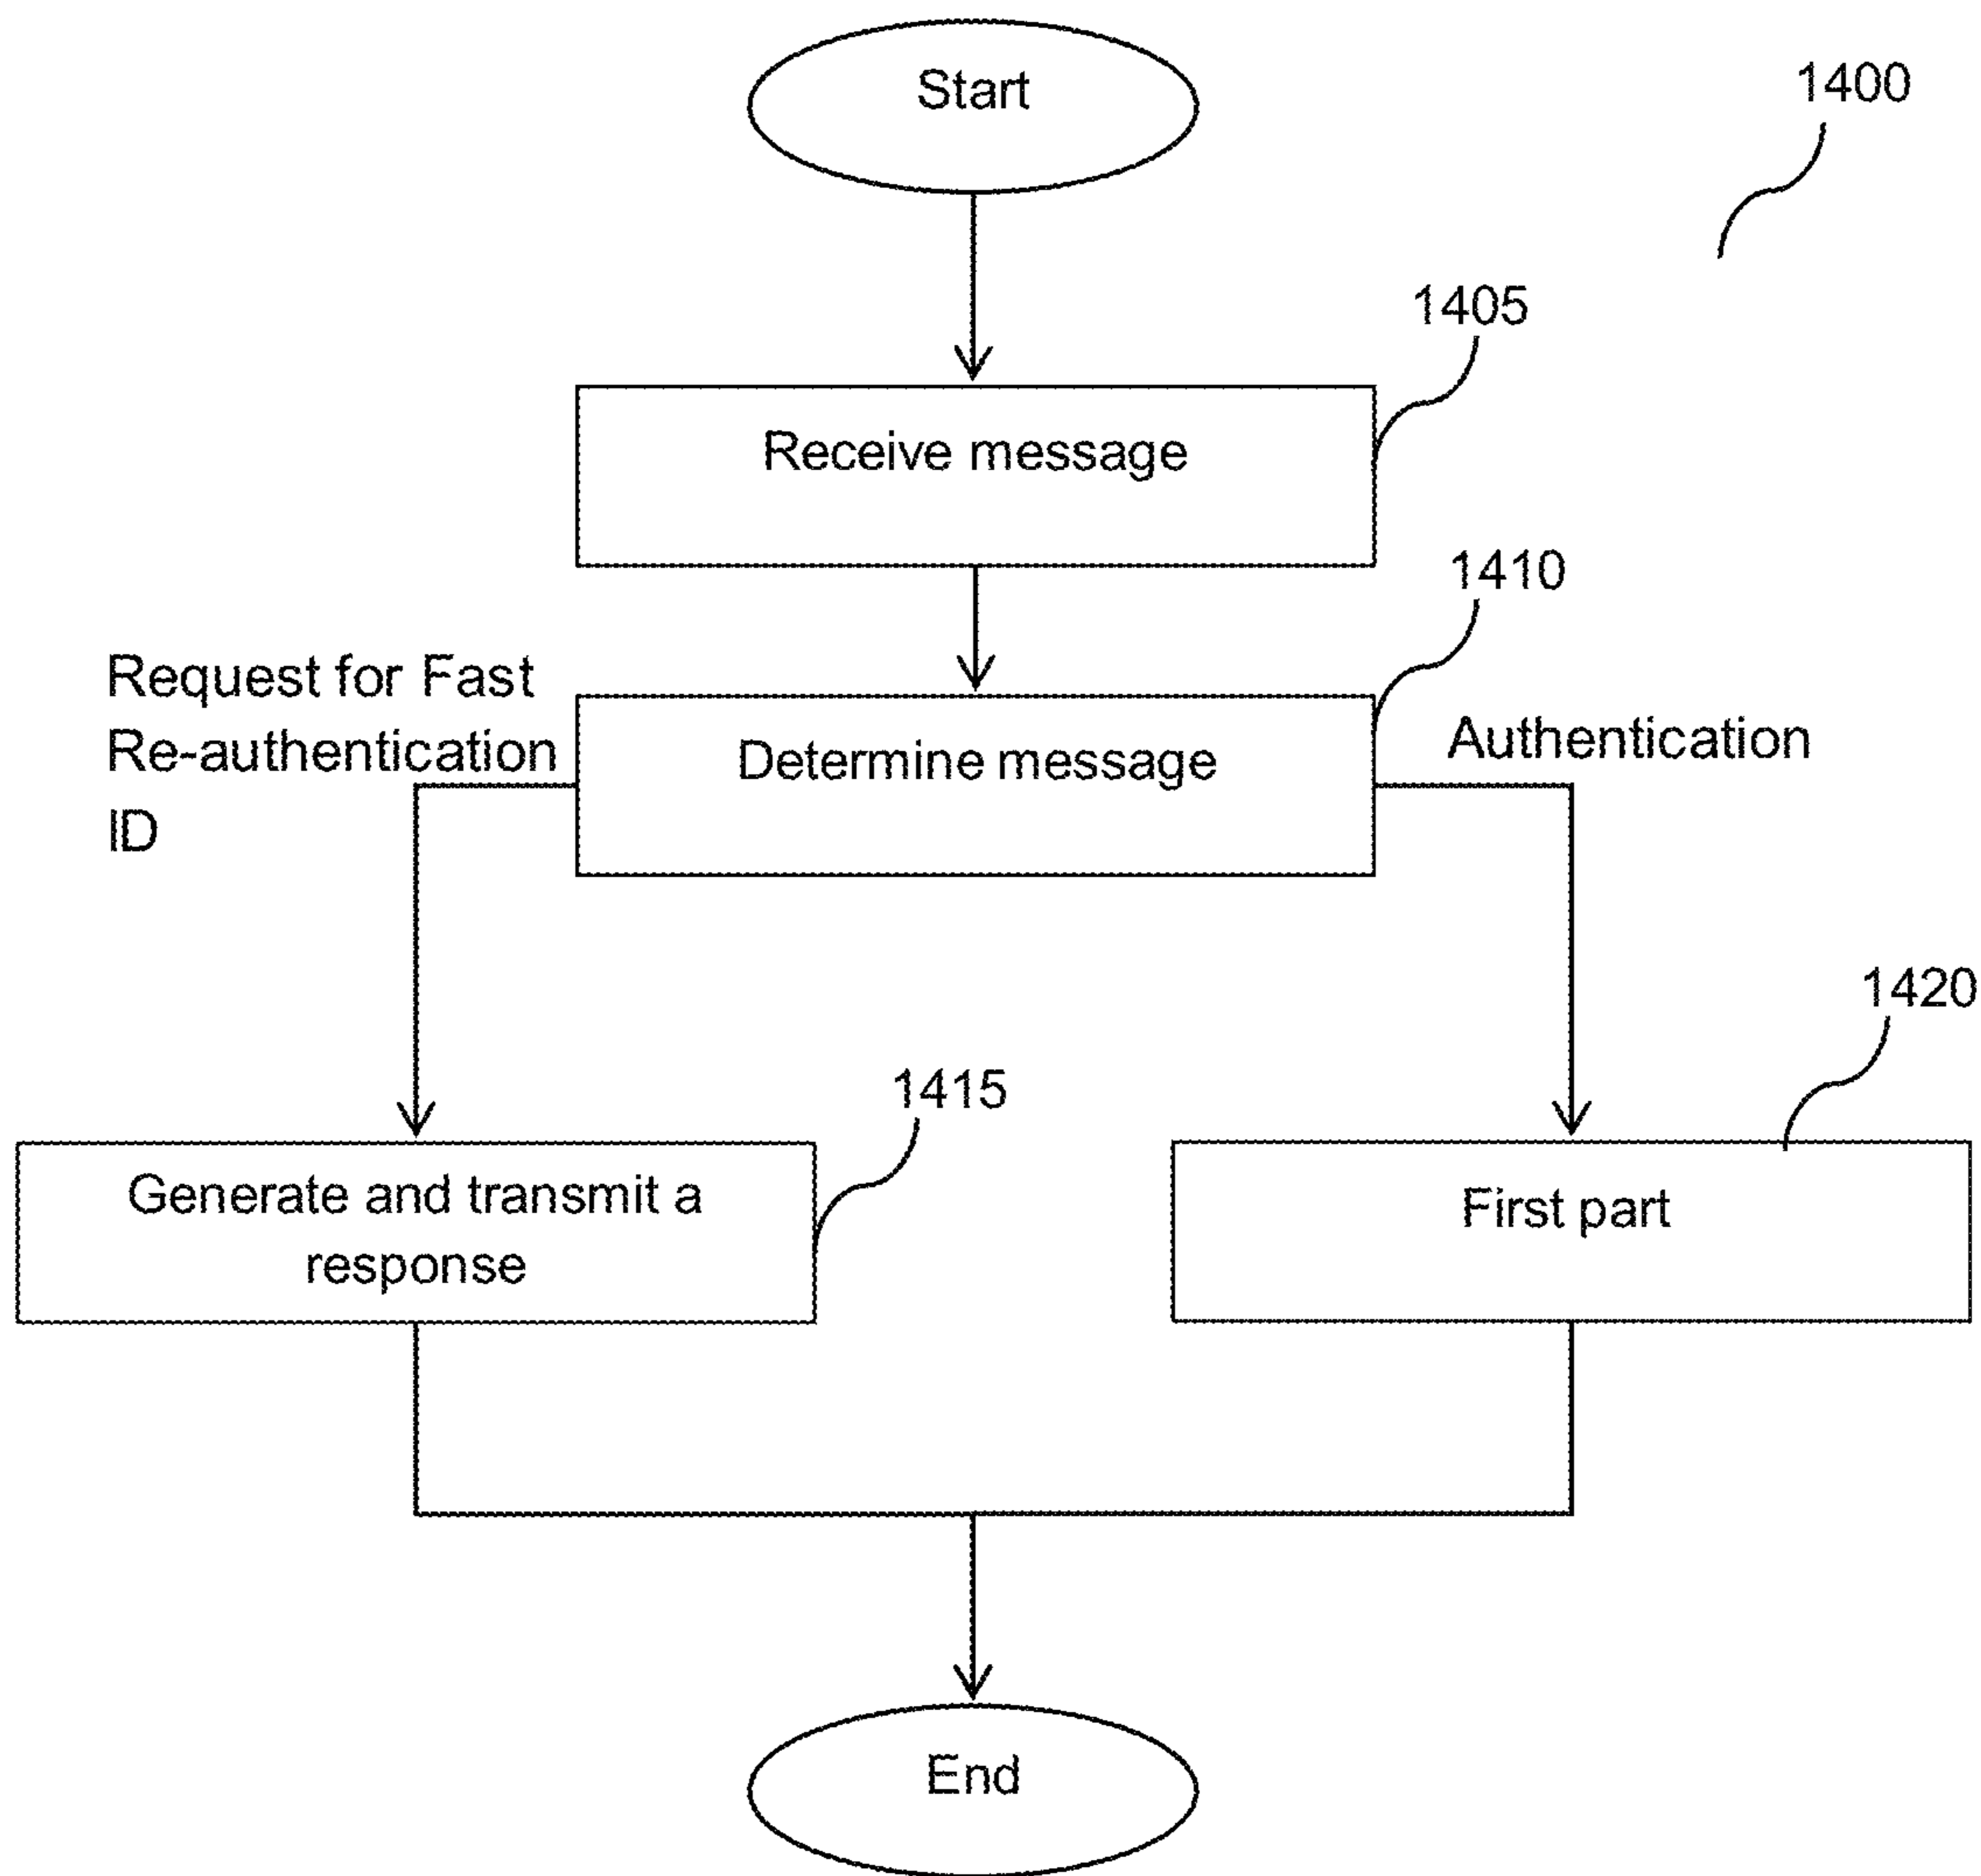 Start
1400
1405
Receive message
1410
Request for Fast
Re-authentication
ID
Determine message
Authentication
1420
1415
Generate and transmit a
response
First part
End